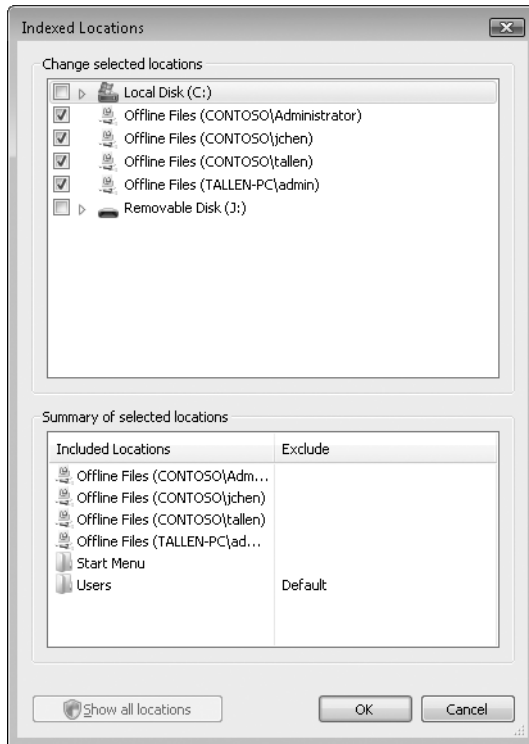 Indexed Locations
Change selected locations
Local Disk (C:)
Offline Files (CONTOSO\Administrator)
Offline Files (CONTOSO\jchen)
Offline Files (CONTOSO\tallen)
Offline Files (TALLEN-PC\admin)
Removable Disk (J:)
Summary of selected locations
Included Locations Exclude
Offline Files (CONTOSO\Adm...
Offline Files (CONTOSO\jchen)
Offline Files (CONTOSO\tallen)
Offline Files (TALLEN-PC\ad...
Start Menu
Users Default
Show all locations OK Cancel